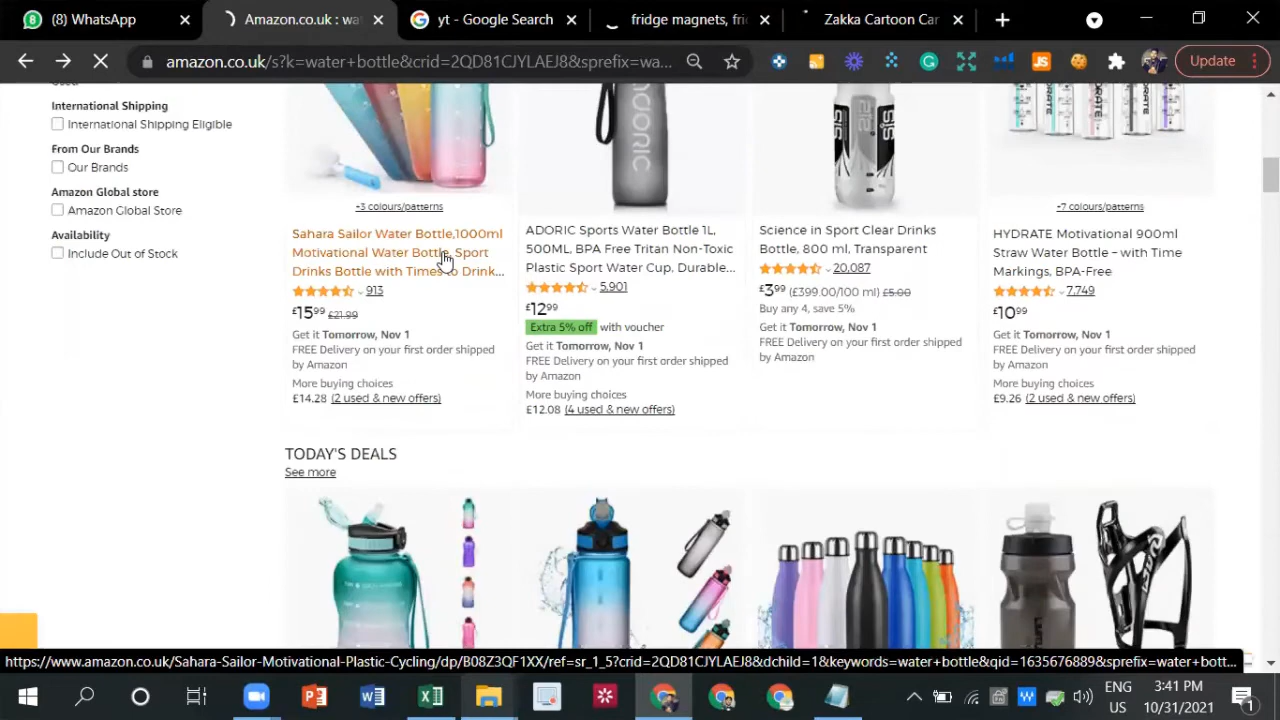 (8) WhatsApp
Amazon.co.uk : wa
yt - Google Search
fridge magnets, fri
Zakka Cartoon Car
amazon.co.uk/s?k=water+bottle&crid=2QD81CJYLAEJ8&sprefix=wa...
Update
International Shipping
International Shipping Eligible
From Our Brands
Our Brands
Amazon Global store
Amazon Global Store
Availability
Include Out of Stock
+3 colours/patterns
Sahara Sailor Water Bottle,1000ml
Motivational Water Bottle, Sport
Drinks Bottle with Times to Drink...
913
£15⁹⁹ £21.99
Get it Tomorrow, Nov 1
FREE Delivery on your first order shipped
by Amazon
More buying choices
£14.28 (2 used & new offers)
ADORIC Sports Water Bottle 1L,
500ML, BPA Free Tritan Non-Toxic
Plastic Sport Water Cup, Durable...
5,901
£12⁹⁹
Extra 5% off with voucher
Get it Tomorrow, Nov 1
FREE Delivery on your first order shipped
by Amazon
More buying choices
£12.08 (4 used & new offers)
SiS
Science in Sport Clear Drinks
Bottle, 800 ml, Transparent
20,087
£3⁹⁹ (£399.00/100 ml) £5.00
Buy any 4, save 5%
Get it Tomorrow, Nov 1
FREE Delivery on your first order shipped
by Amazon
+7 colours/patterns
HYDRATE Motivational 900ml
Straw Water Bottle – with Time
Markings, BPA-Free
7,749
£10⁹⁹
Get it Tomorrow, Nov 1
FREE Delivery on your first order shipped
by Amazon
More buying choices
£9.26 (2 used & new offers)
TODAY'S DEALS
See more
https://www.amazon.co.uk/Sahara-Sailor-Motivational-Plastic-Cycling/dp/B08Z3QF1XX/ref=sr_1_5?crid=2QD81CJYLAEJ8&dchild=1&keywords=water+bottle&qid=1635676889&sprefix=water+bott...
ENG
US
3:41 PM
10/31/2021
1